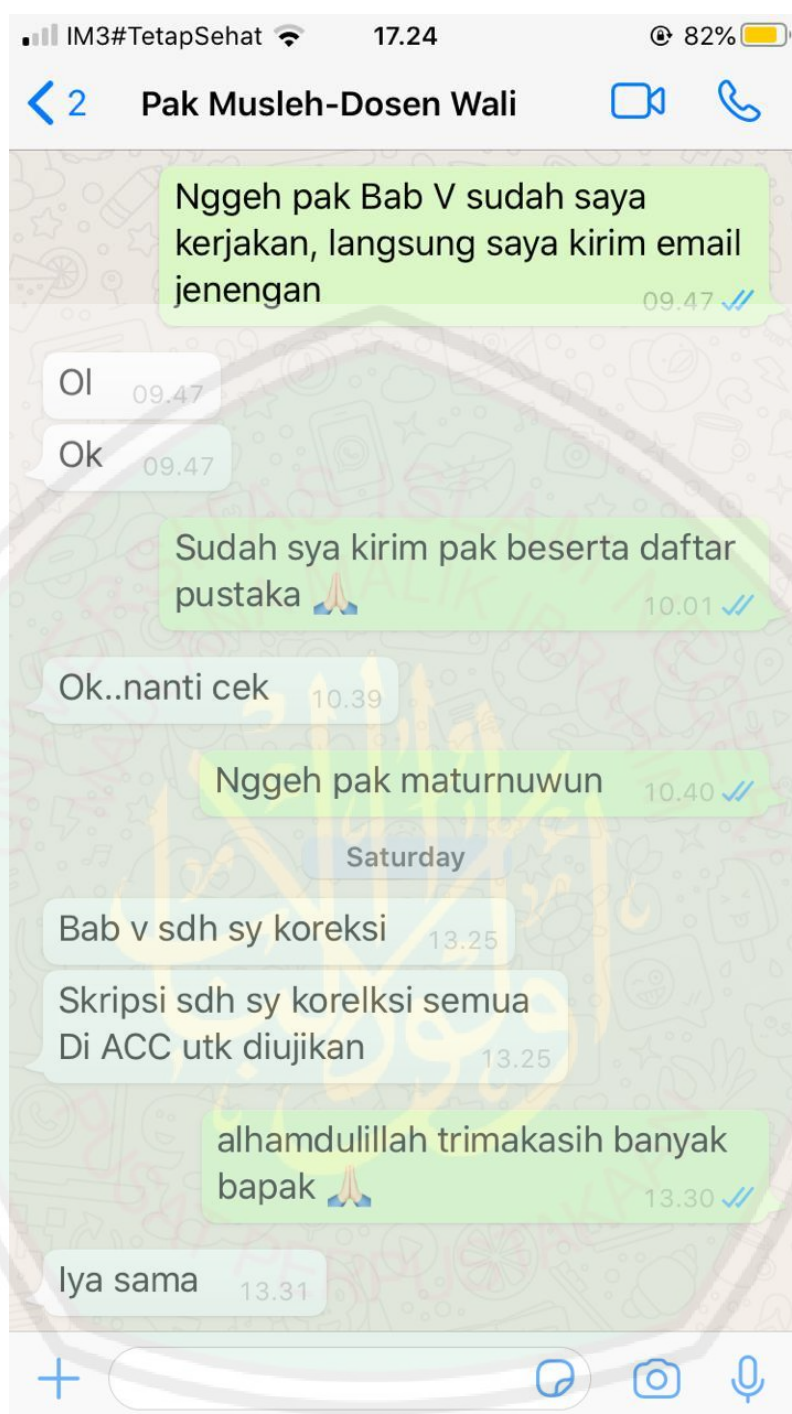 IM3#TetapSehat 17.24 82%
2 Pak Musleh-Dosen Wali
Nggeh pak Bab V sudah saya
kerjakan, langsung saya kirim email
jenengan 09.47
Ol 09.47
Ok 09.47
Sudah sya kirim pak beserta daftar
pustaka 🙏🏻 10.01
Ok..nanti cek 10.39
Nggeh pak maturnuwun 10.40
Saturday
Bab v sdh sy koreksi 13.25
Skripsi sdh sy korelksi semua
Di ACC utk diujikan 13.25
alhamdulillah trimakasih banyak
bapak 🙏🏻 13.30
Iya sama 13.31
PUSAT PERPUSTAKAAN